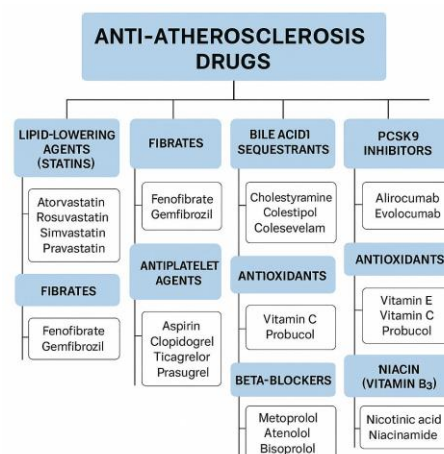 ANTI-ATHEROSCLEROSIS
DRUGS
LIPID-LOWERING
AGENTS
(STATINS)
Atorvastatin
Rosuvastatin
Simvastatin
Pravastatin
FIBRATES
Fenofibrate
Gemfibrozil
FIBRATES
Fenofibrate
Gemfibrozil
ANTIPLATELET
AGENTS
Aspirin
Clopidogrel
Ticagrelor
Prasugrel
BILE ACID1
SEQUESTRANTS
Cholestyramine
Colestipol
Colesevelam
ANTIOXIDANTS
Vitamin C
Probucol
BETA-BLOCKERS
Metoprolol
Atenolol
Bisoprolol
PCSK9
INHIBITORS
Alirocumab
Evolocumab
ANTIOXIDANTS
Vitamin E
Vitamin C
Probucol
NIACIN
(VITAMIN B₃)
Nicotinic acid
Niacinamide